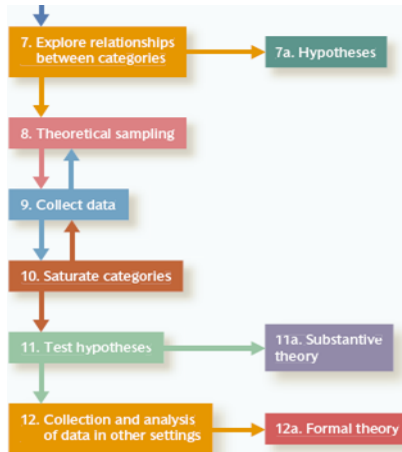 7. Explore relationships
between categories
7a. Hypotheses
8. Theoretical sampling
9. Collect data
10. Saturate categories
11. Test hypotheses
11a. Substantive
theory
12. Collection and analysis
of data in other settings
12a. Formal theory